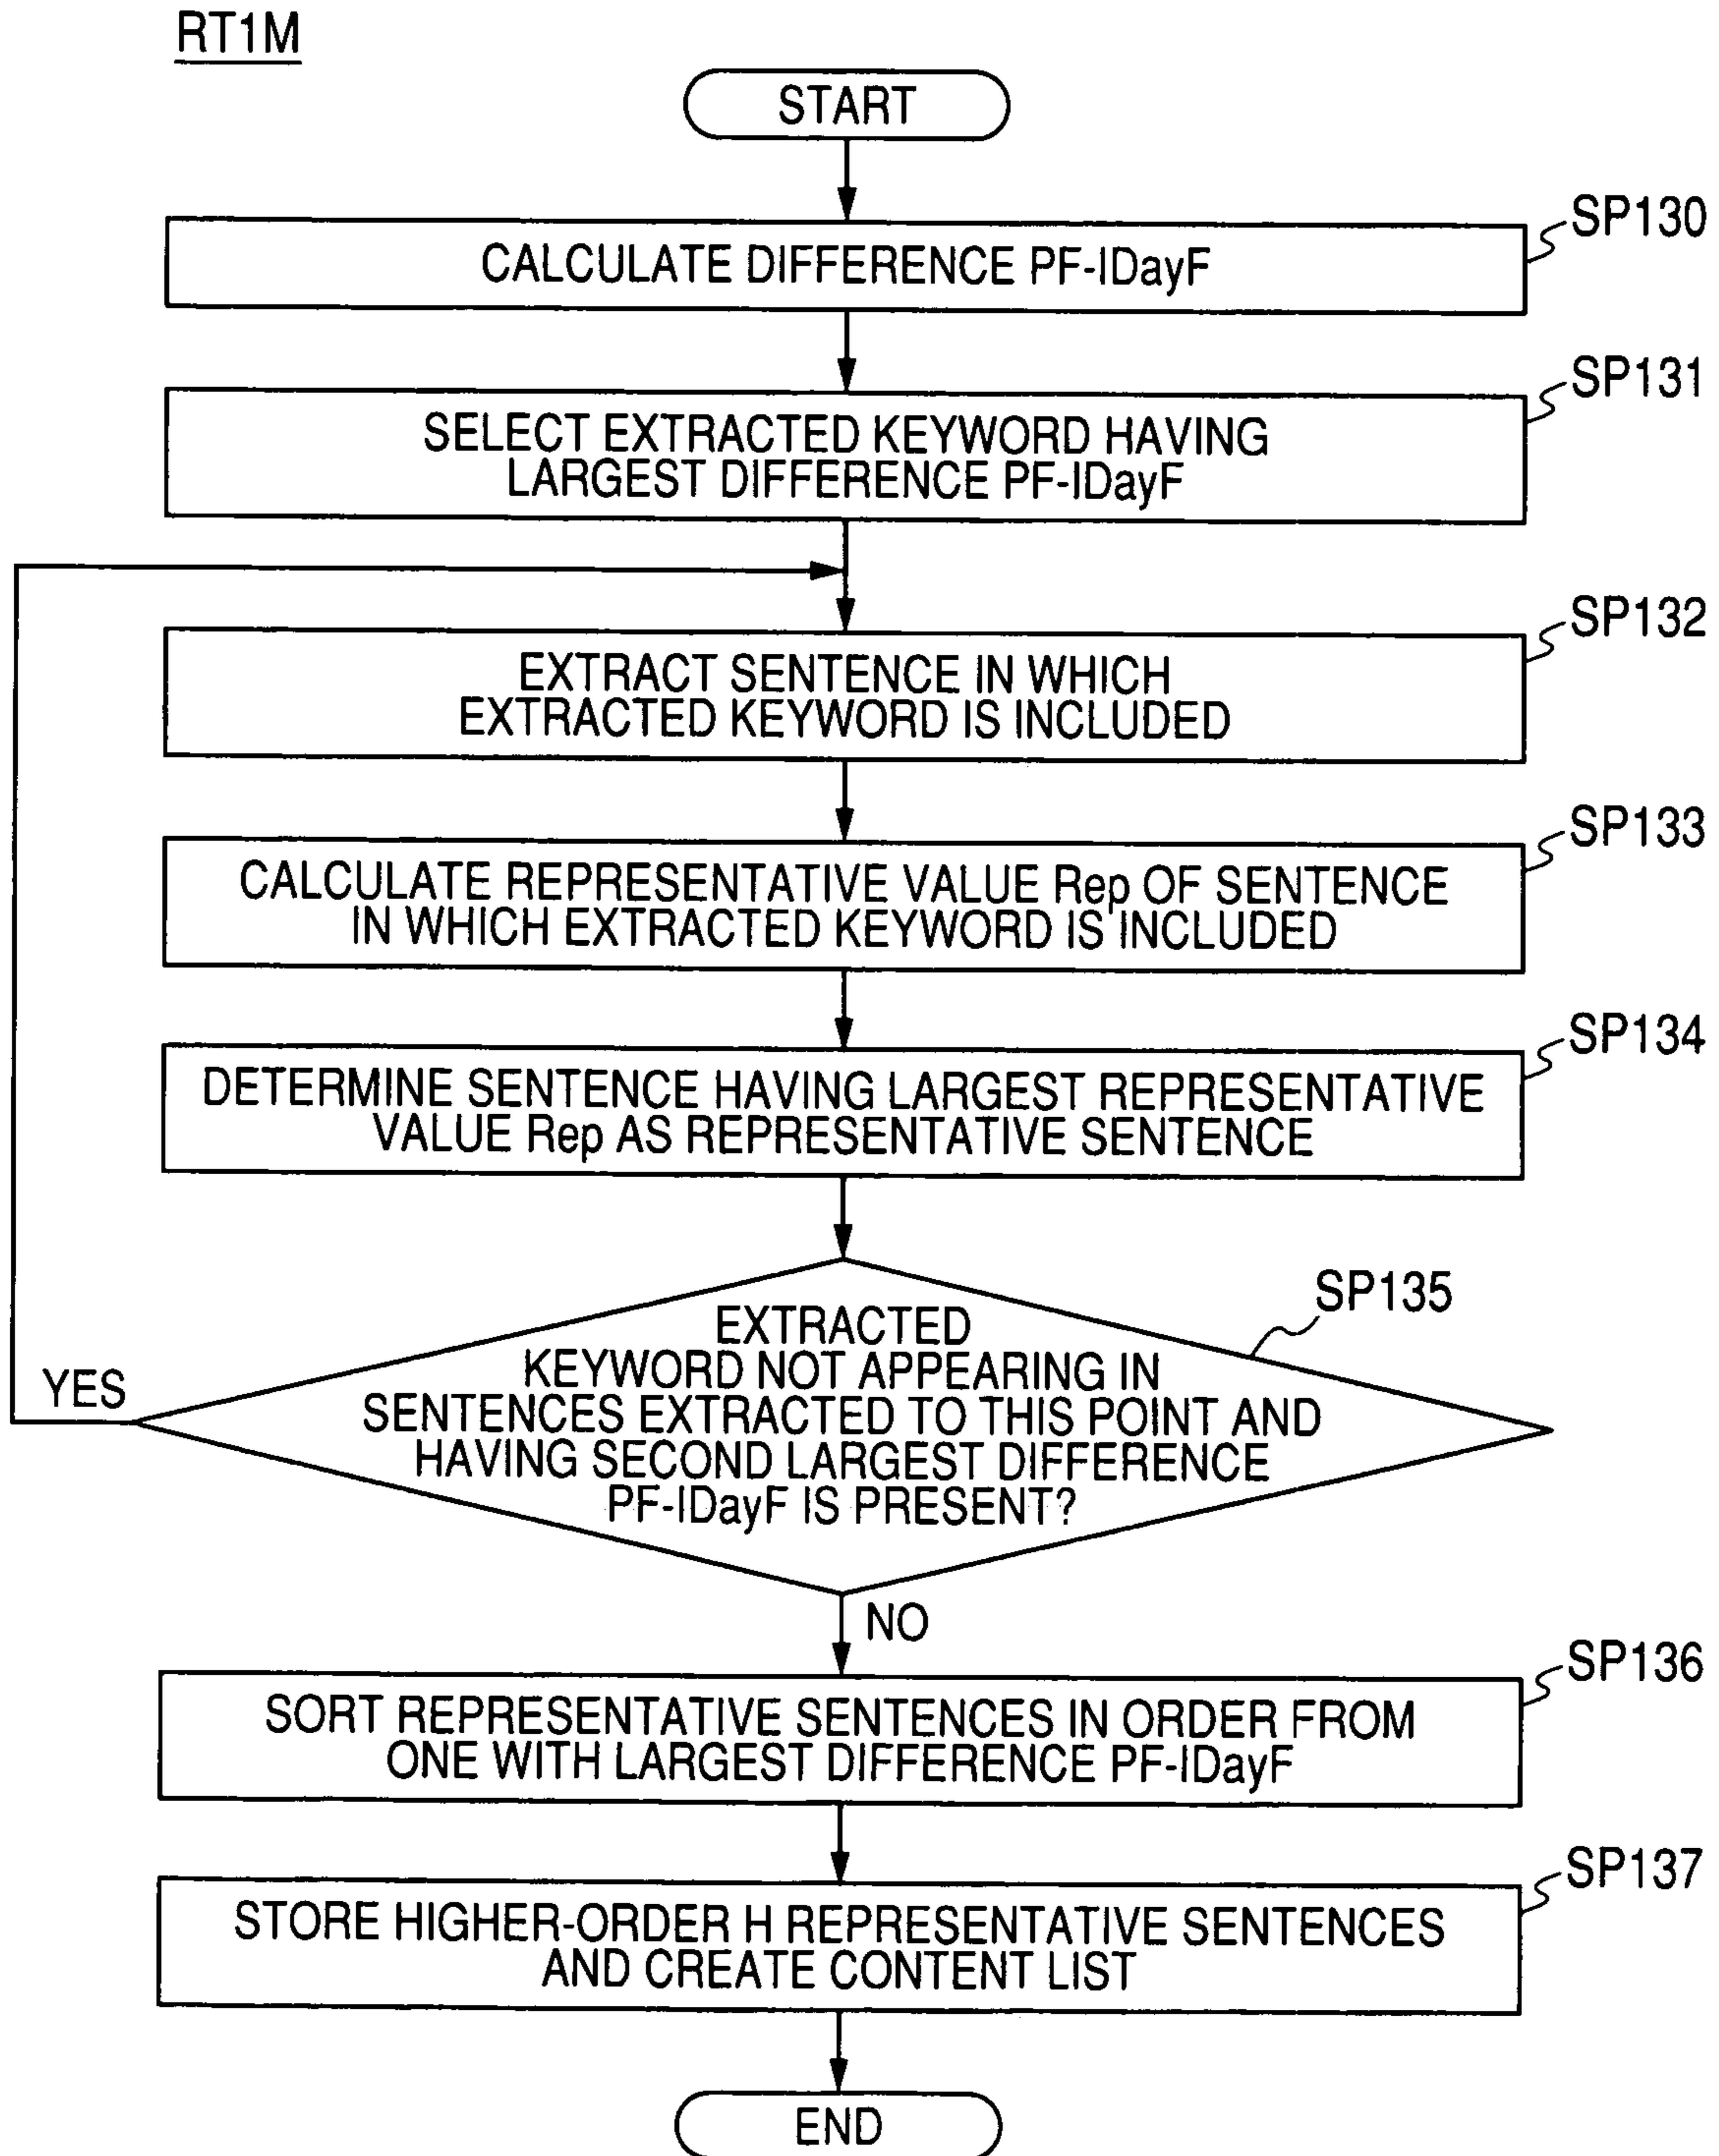 RT1M
START
SP130
CALCULATE DIFFERENCE PF-IDayF
SP131
SELECT EXTRACTED KEYWORD HAVING
LARGEST DIFFERENCE PF-IDayF
SP132
EXTRACT SENTENCE IN WHICH
EXTRACTED KEYWORD IS INCLUDED
SP133
CALCULATE REPRESENTATIVE VALUE Rep OF SENTENCE
IN WHICH EXTRACTED KEYWORD IS INCLUDED
SP134
DETERMINE SENTENCE HAVING LARGEST REPRESENTATIVE
VALUE Rep AS REPRESENTATIVE SENTENCE
SP135
EXTRACTED
KEYWORD NOT APPEARING IN
SENTENCES EXTRACTED TO THIS POINT AND
HAVING SECOND LARGEST DIFFERENCE
PF-IDayF IS PRESENT?
YES
NO
SP136
SORT REPRESENTATIVE SENTENCES IN ORDER FROM
ONE WITH LARGEST DIFFERENCE PF-IDayF
SP137
STORE HIGHER-ORDER H REPRESENTATIVE SENTENCES
AND CREATE CONTENT LIST
END